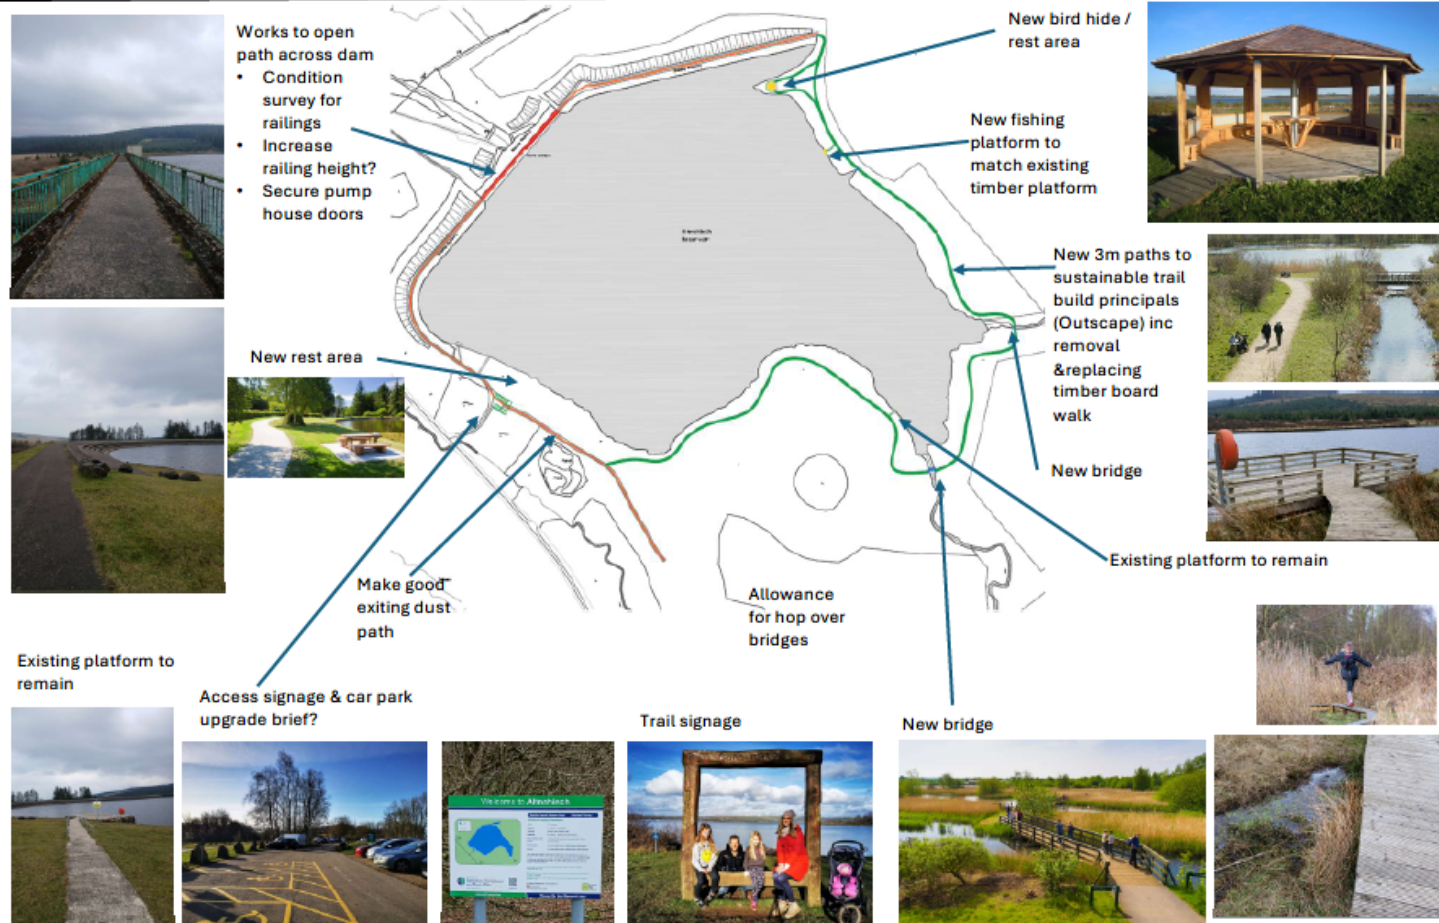 Works to open
path across dam
• Condition
survey for
railings
• Increase
railing height?
• Secure pump
house doors
New bird hide /
rest area
New fishing
platform to
match existing
timber platform
New 3m paths to
sustainable trail
build principals
(Outscape) inc
removal
&replacing
timber board
walk
New rest area
New bridge
Existing platform to remain
Make good
exiting dust
path
Allowance
for hop over
bridges
Existing platform to
remain
Access signage & car park
upgrade brief?
Trail signage
New bridge
Welcome to Altnahinch